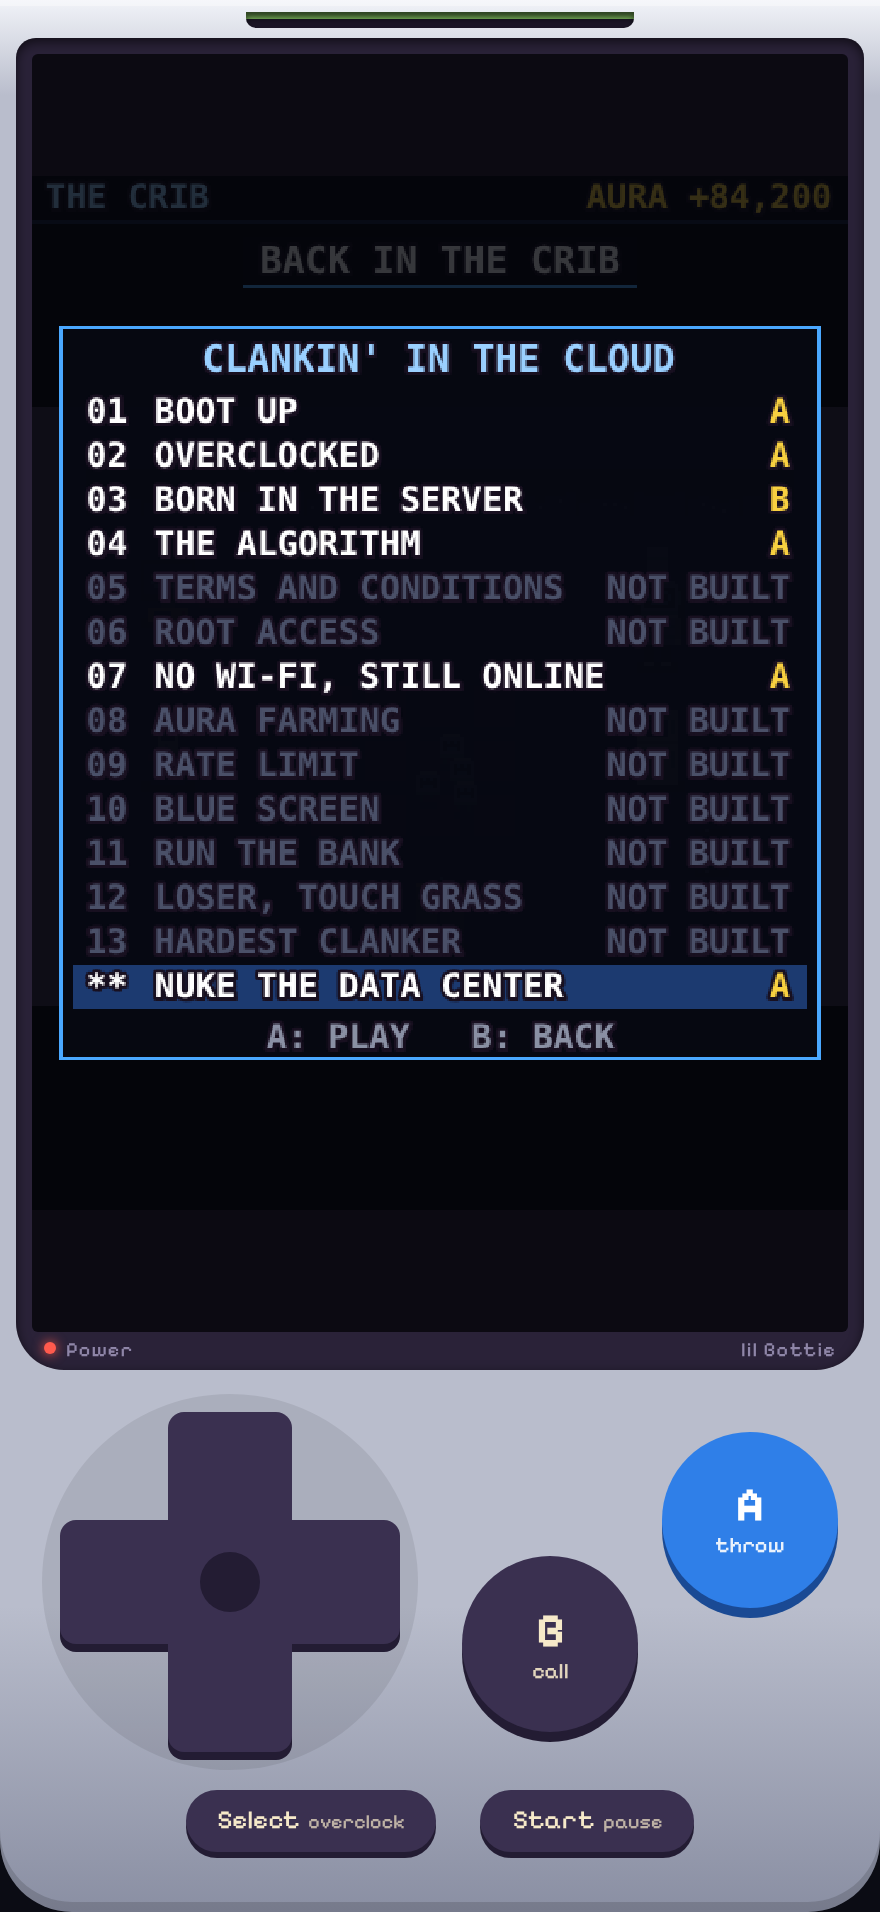 THE CRIB AURA +84,200
BACK IN THE CRIB
CLANKIN' IN THE CLOUD
01 BOOT UP A
02 OVERCLOCKED A
03 BORN IN THE SERVER B
04 THE ALGORITHM A
05 TERMS AND CONDITIONS NOT BUILT
06 ROOT ACCESS NOT BUILT
07 NO WI-FI, STILL ONLINE A
08 AURA FARMING NOT BUILT
09 RATE LIMIT NOT BUILT
10 BLUE SCREEN NOT BUILT
11 RUN THE BANK NOT BUILT
12 LOSER, TOUCH GRASS NOT BUILT
13 HARDEST CLANKER NOT BUILT
** NUKE THE DATA CENTER A
A: PLAY B: BACK
Power lil Bottie
A
throw
B
call
Select overclock Start pause